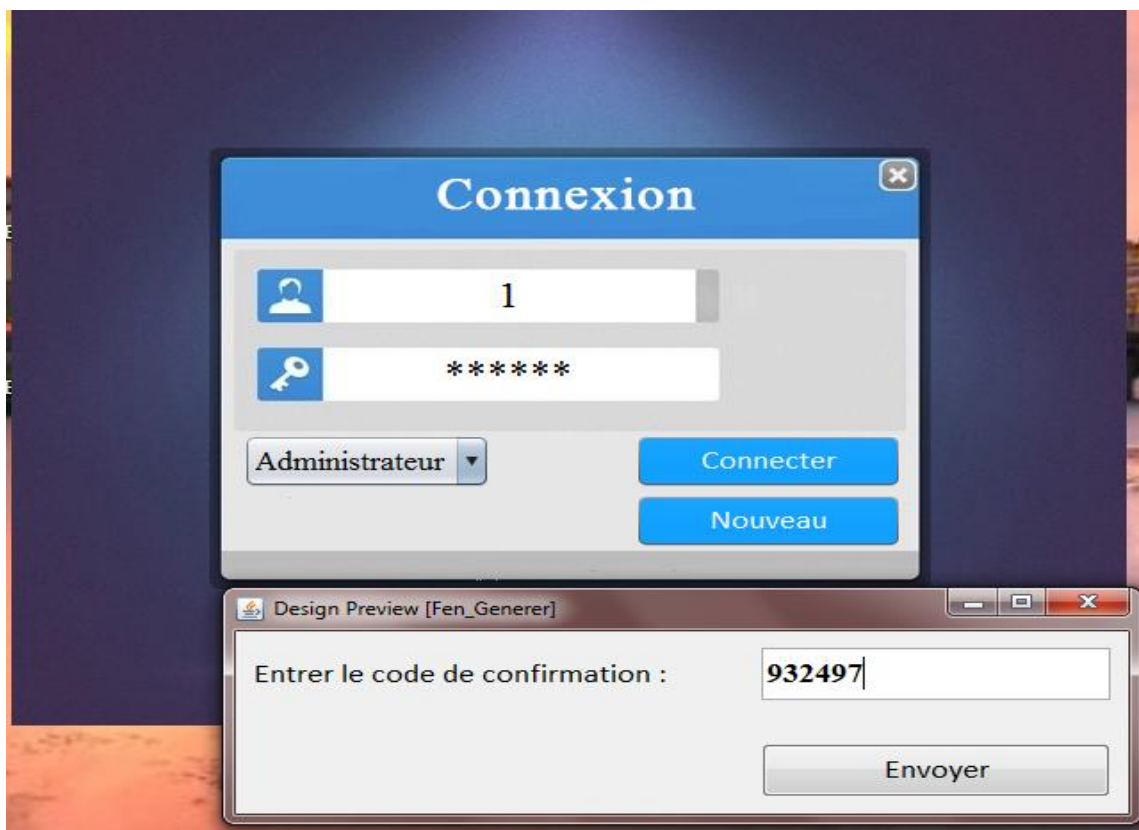 Connexion
1
******
Administrateur
Connecter
Nouveau
Design Preview [Fen_Generer]
Entrer le code de confirmation :
932497
Envoyer